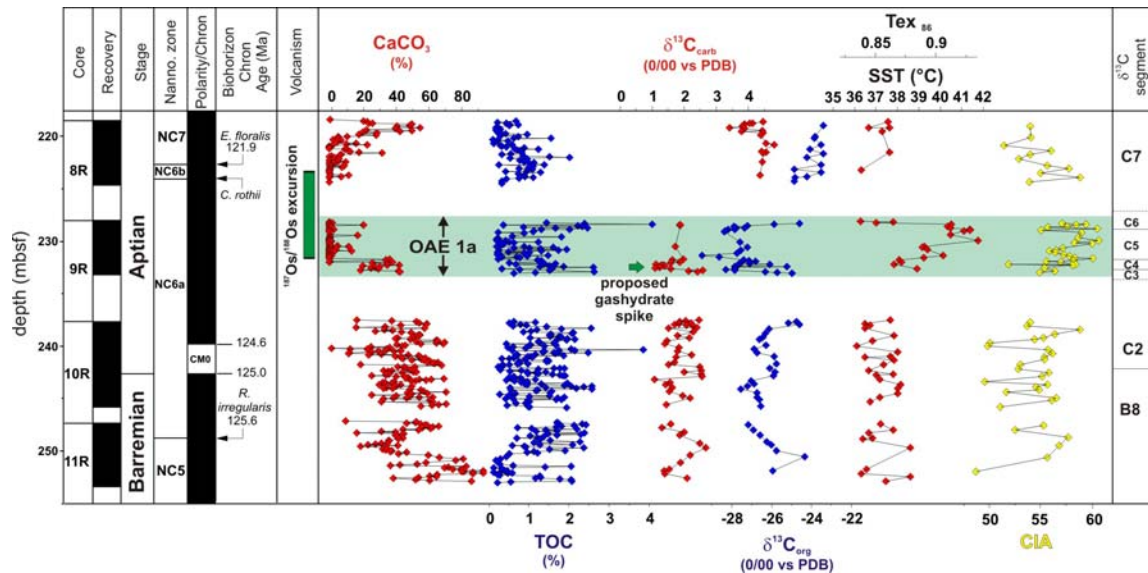 Core
Recovery
Stage
Nanno. zone
Polarity/Chron
Biohorizon
Chron
Age (Ma)
Volcanism
CaCO3
(%)
δ13Ccarb
(0/00 vs PDB)
Tex 86
0.85 0.9
SST (°C)
δ13C
segment
0 20 40 60 80
0 1 2 3 4
35 36 37 38 39 40 41 42
depth (mbsf)
220
230
240
250
8R
9R
10R
11R
Aptian
Barremian
NC7
NC6b
NC6a
NC5
CM0
E. floralis
121.9
C. rothii
124.6
125.0
R.
irregularis
125.6
187Os/188Os excursion
OAE 1a
proposed
gashydrate
spike
C7
C6
C5
C4
C3
C2
B8
0 1 2 3 4
-28 -26 -24 -22
50 55 60
TOC
(%)
δ13Corg
(0/00 vs PDB)
CIA